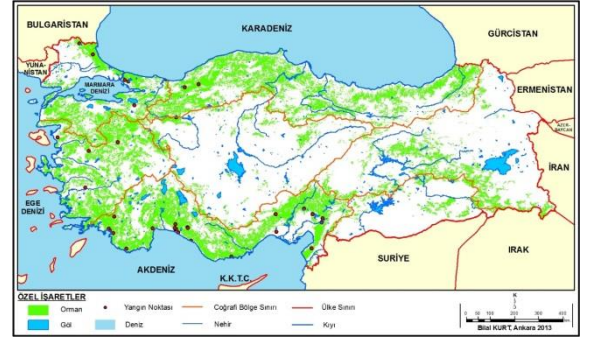 BULGARİSTAN
KARADENİZ
GÜRCİSTAN
YUNA-
NİSTAN
MARMARA
DENİZİ
ERMENİSTAN
AZER-
BAYCAN
İRAN
EGE
DENİZİ
AKDENİZ
K.K.T.C.
SURİYE
IRAK
ÖZEL İŞARETLER
Orman
Yangın Noktası
Coğrafi Bölge Sınırı
Ülke Sınırı
Göl
Deniz
Nehir
Kıyı
K
Bilal KURT, Ankara 2013